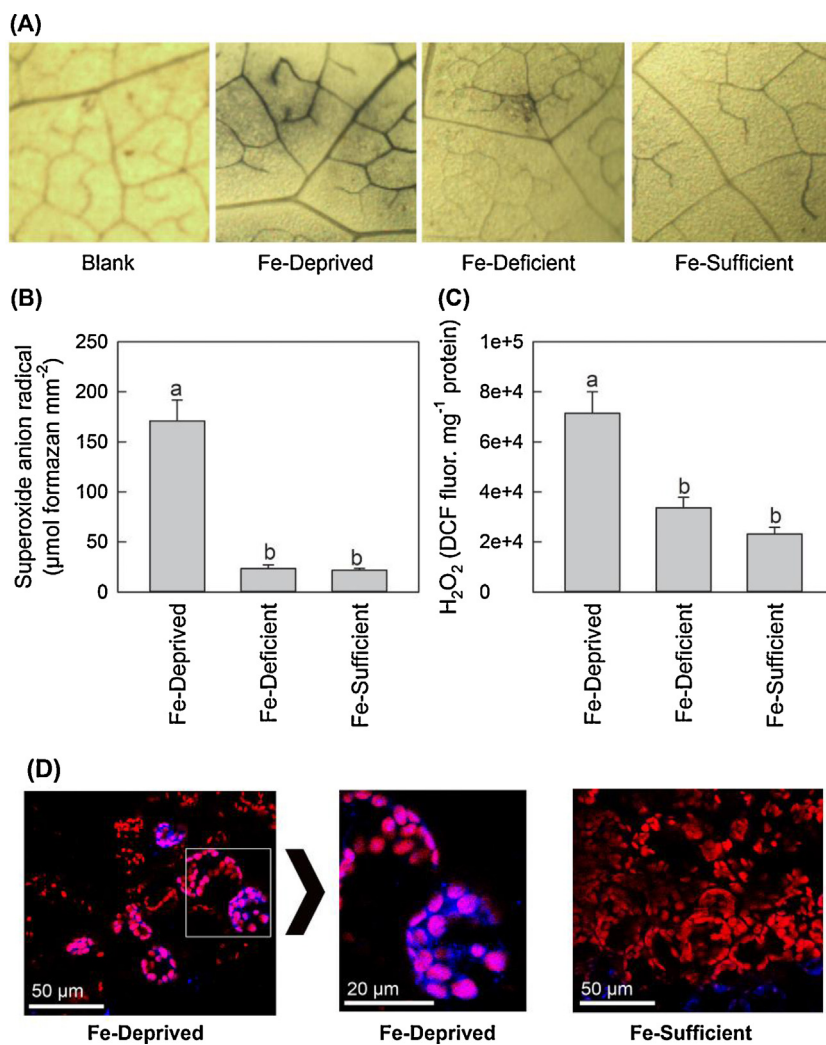 (A)
Blank
Fe-Deprived
Fe-Deficient
Fe-Sufficient
(B)
Superoxide anion radical
(µmol formazan mm⁻²)
250
200
150
100
50
0
a
b
b
Fe-Deprived
Fe-Deficient
Fe-Sufficient
(C)
H₂O₂ (DCF fluor. mg⁻¹ protein)
1e+5
8e+4
6e+4
4e+4
2e+4
0
a
b
b
Fe-Deprived
Fe-Deficient
Fe-Sufficient
(D)
50 µm
Fe-Deprived
20 µm
Fe-Deprived
50 µm
Fe-Sufficient